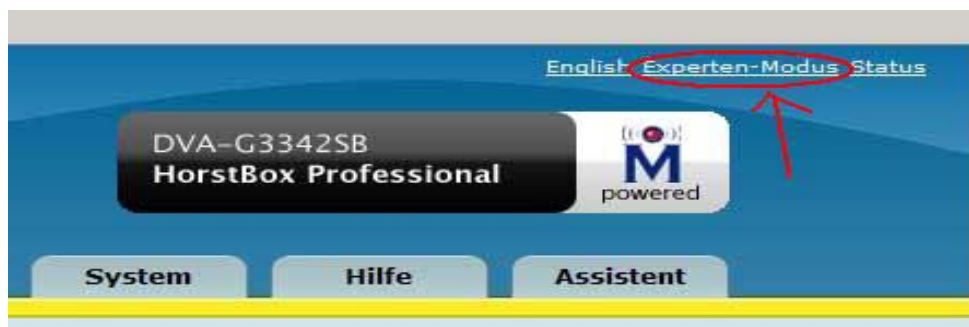 English Experten-Modus Status
DVA-G3342SB
HorstBox Professional
M
powered
System Hilfe Assistent